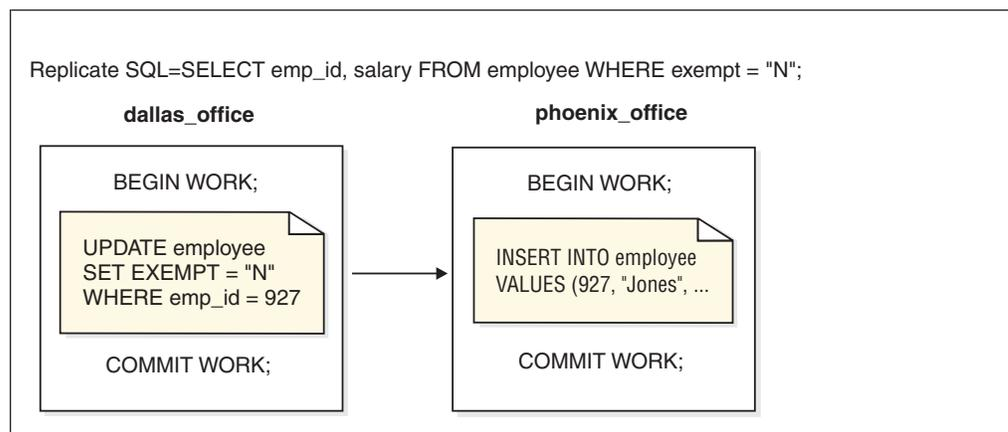 Replicate SQL=SELECT emp_id, salary FROM employee WHERE exempt = "N";
dallas_office
BEGIN WORK;
UPDATE employee
SET EXEMPT = "N"
WHERE emp_id = 927
COMMIT WORK;
phoenix_office
BEGIN WORK;
INSERT INTO employee
VALUES (927, "Jones", ...
COMMIT WORK;